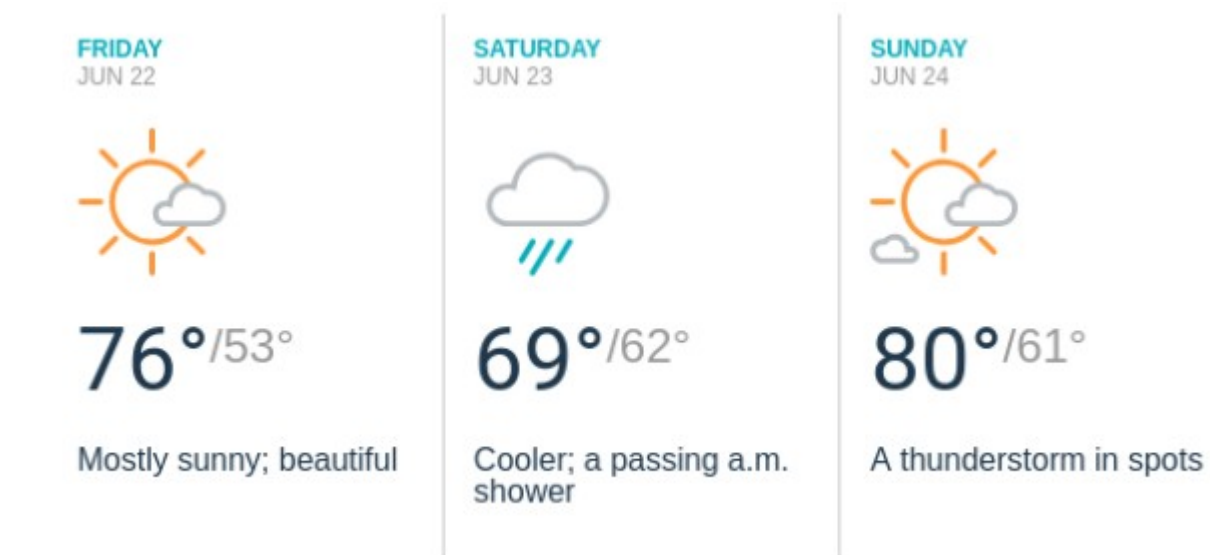 FRIDAY
JUN 22
76°/53°
Mostly sunny; beautiful
SATURDAY
JUN 23
69°/62°
Cooler; a passing a.m.
shower
SUNDAY
JUN 24
80°/61°
A thunderstorm in spots